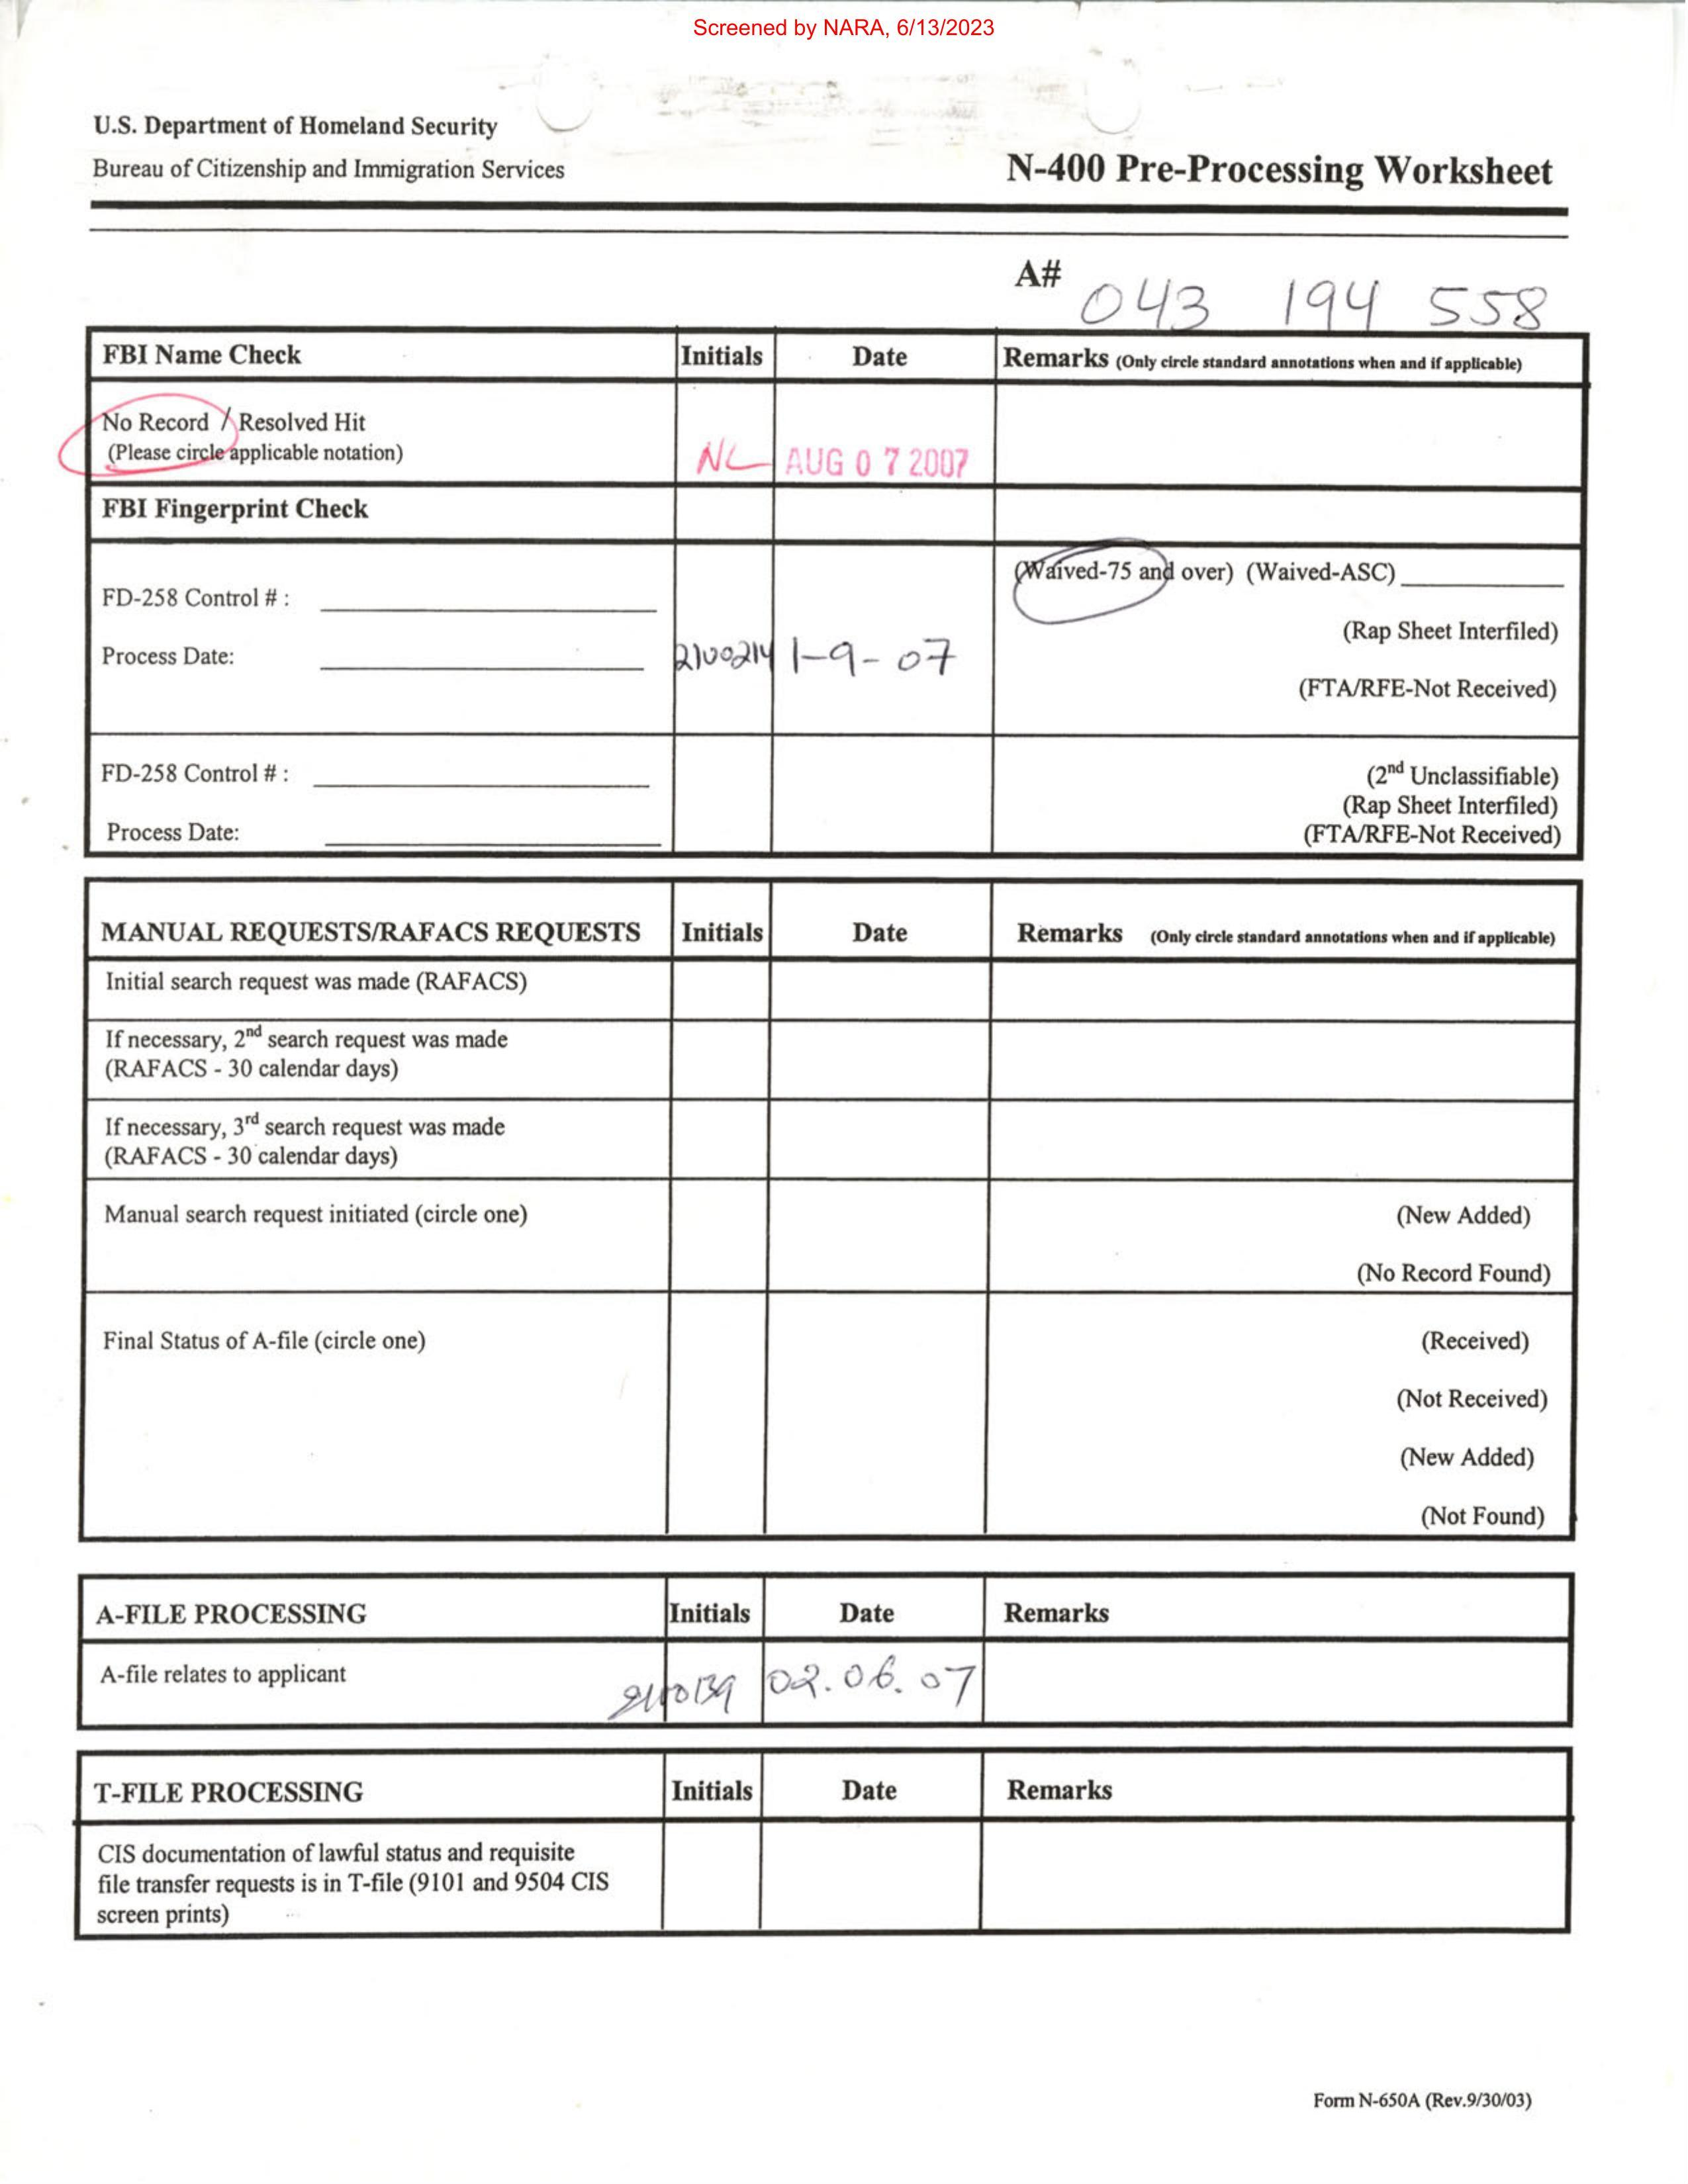 Screened by NARA, 6/13/2023
U.S. Department of Homeland Security
Bureau of Citizenship and Immigration Services
N-400 Pre-Processing Worksheet
A# 043 194 558
FBI Name Check Initials Date Remarks (Only circle standard annotations when and if applicable)
No Record / Resolved Hit
(Please circle applicable notation)
NL AUG 07 2007
FBI Fingerprint Check
(Waived-75 and over) (Waived-ASC)
FD-258 Control # :
(Rap Sheet Interfiled)
Process Date: 2100214 1-9-07
(FTA/RFE-Not Received)
FD-258 Control # :
(2nd Unclassifiable)
(Rap Sheet Interfiled)
Process Date:
(FTA/RFE-Not Received)
MANUAL REQUESTS/RAFACS REQUESTS Initials Date Remarks (Only circle standard annotations when and if applicable)
Initial search request was made (RAFACS)
If necessary, 2nd search request was made
(RAFACS - 30 calendar days)
If necessary, 3rd search request was made
(RAFACS - 30 calendar days)
Manual search request initiated (circle one) (New Added)
(No Record Found)
Final Status of A-file (circle one) (Received)
(Not Received)
(New Added)
(Not Found)
A-FILE PROCESSING Initials Date Remarks
A-file relates to applicant 02.06.07
T-FILE PROCESSING Initials Date Remarks
CIS documentation of lawful status and requisite
file transfer requests is in T-file (9101 and 9504 CIS
screen prints)
Form N-650A (Rev.9/30/03)